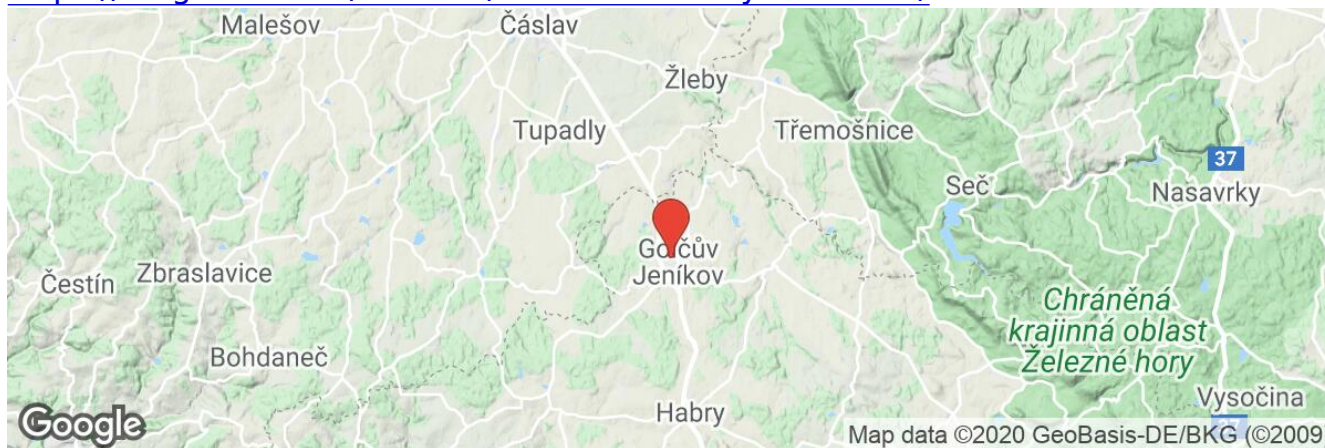 Malešov
Čáslav
Žleby
Tupadly
Třemošnice
37
Seč
Nasavrky
Golčův
Jeníkov
Čestín
Zbraslavice
Chráněná
krajinná oblast
Železné hory
Bohdaneč
Vysočina
Habry
Google
Map data ©2020 GeoBasis-DE/BKG (©2009